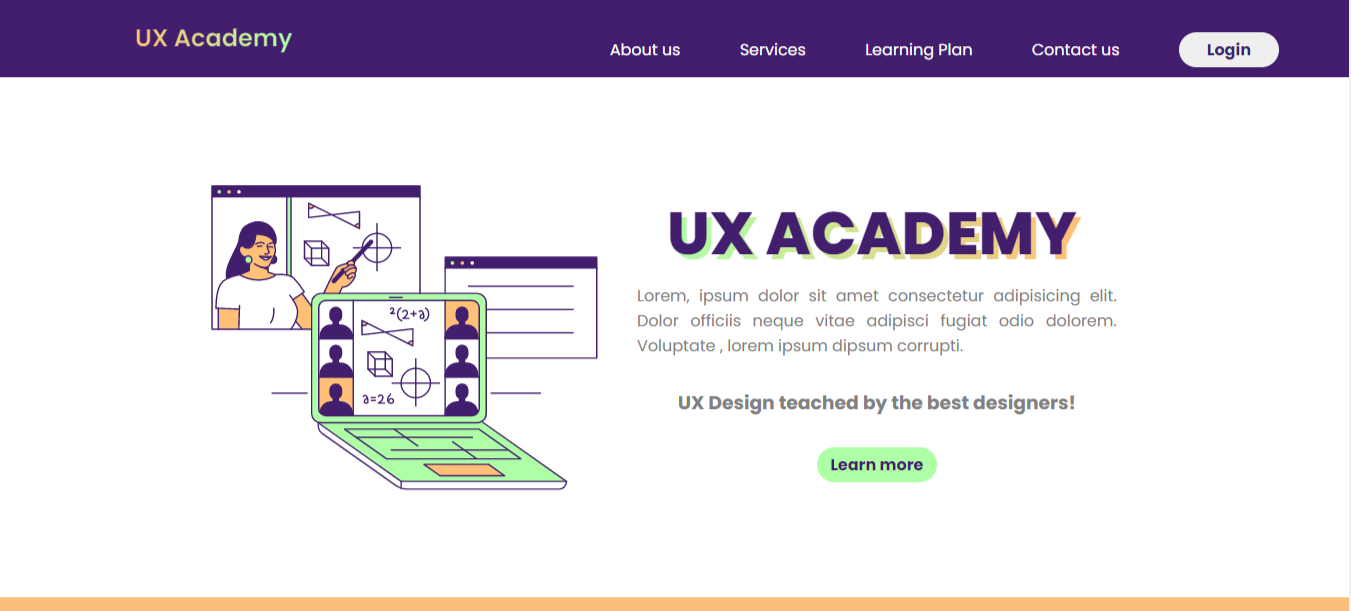 UX Academy
About us
Services
Learning Plan
Contact us
Login
UX ACADEMY
Lorem, ipsum dolor sit amet consectetur adipisicing elit.
Dolor officiis neque vitae adipisci fugiat odio dolorem.
Voluptate , lorem ipsum dipsum corrupti.
²(2+a)
a=26
UX Design teached by the best designers!
Learn more